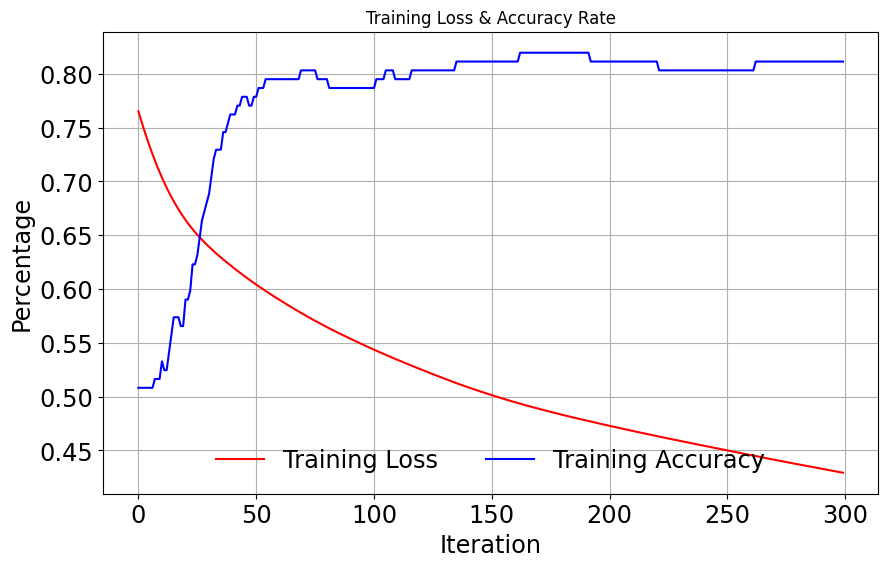 Training Loss & Accuracy Rate
0.80
0.75
0.70
0.65
0.60
0.55
0.50
0.45
Percentage
Training Loss Training Accuracy
0 50 100 150 200 250 300
Iteration